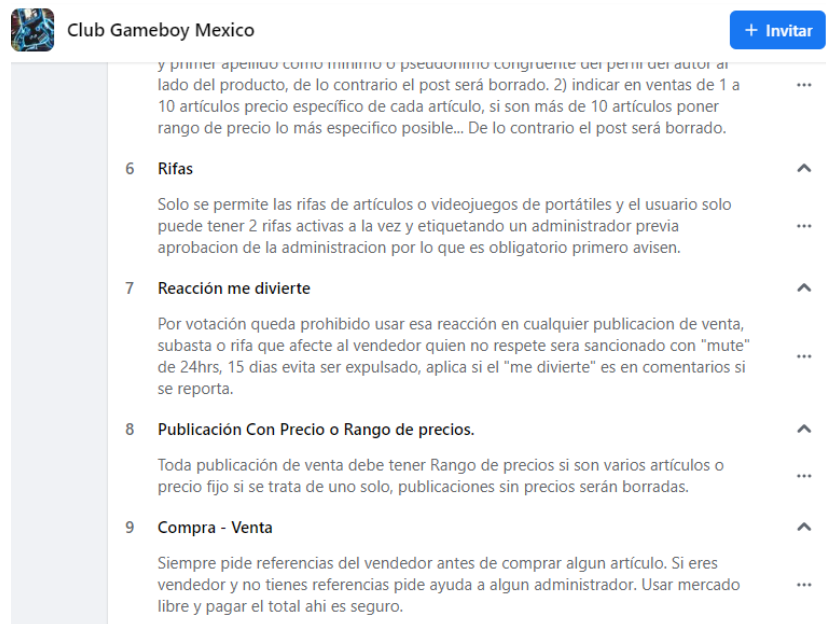 Club Gameboy Mexico
+ Invitar
y primer apellido como mínimo o pseudónimo congruente del perfil del autor al
lado del producto, de lo contrario el post será borrado. 2) indicar en ventas de 1 a
10 artículos precio específico de cada artículo, si son más de 10 artículos poner
rango de precio lo más especifico posible... De lo contrario el post será borrado.
6 Rifas
Solo se permite las rifas de artículos o videojuegos de portátiles y el usuario solo
puede tener 2 rifas activas a la vez y etiquetando un administrador previa
aprobacion de la administracion por lo que es obligatorio primero avisen.
7 Reacción me divierte
Por votación queda prohibido usar esa reacción en cualquier publicacion de venta,
subasta o rifa que afecte al vendedor quien no respete sera sancionado con "mute"
de 24hrs, 15 dias evita ser expulsado, aplica si el "me divierte" es en comentarios si
se reporta.
8 Publicación Con Precio o Rango de precios.
Toda publicación de venta debe tener Rango de precios si son varios artículos o
precio fijo si se trata de uno solo, publicaciones sin precios serán borradas.
9 Compra - Venta
Siempre pide referencias del vendedor antes de comprar algun artículo. Si eres
vendedor y no tienes referencias pide ayuda a algun administrador. Usar mercado
libre y pagar el total ahi es seguro.